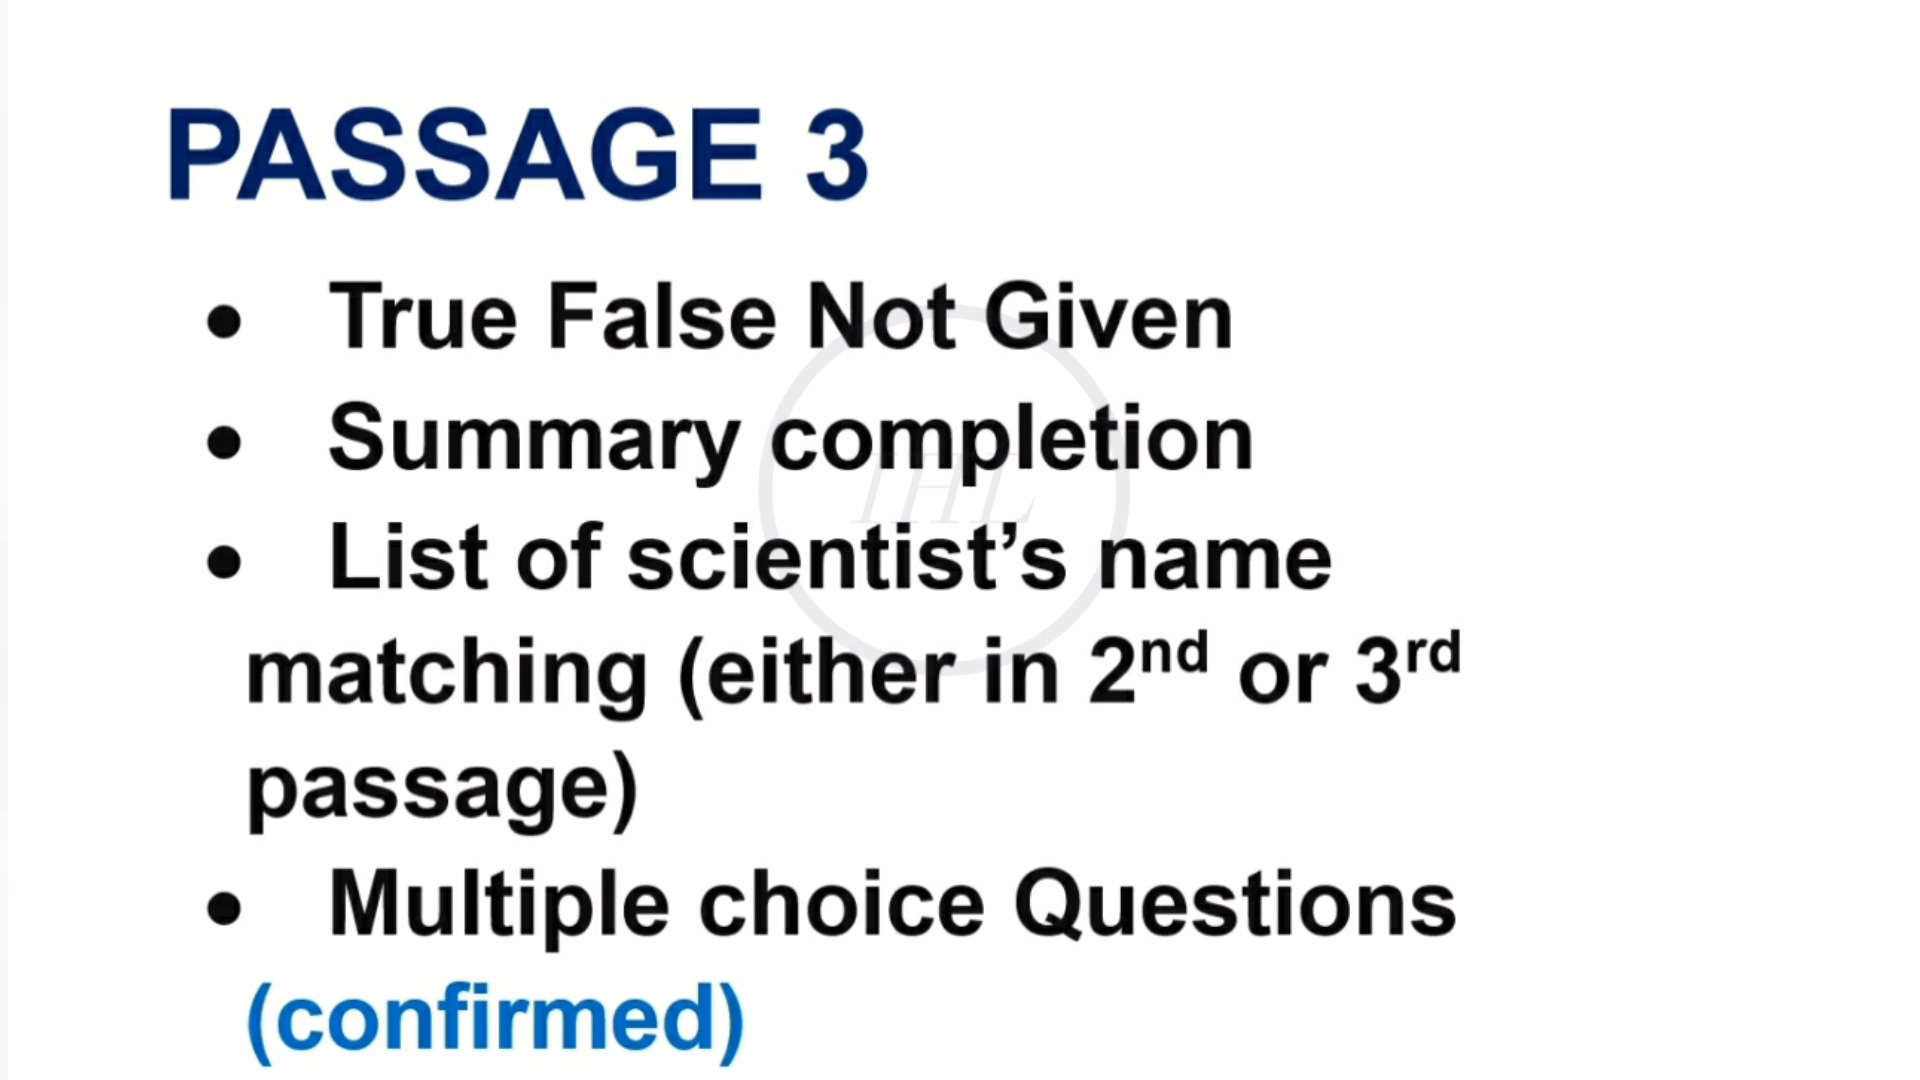 PASSAGE 3
• True False Not Given
• Summary completion
• List of scientist’s name
matching (either in 2nd or 3rd
passage)
• Multiple choice Questions
(confirmed)
IHL